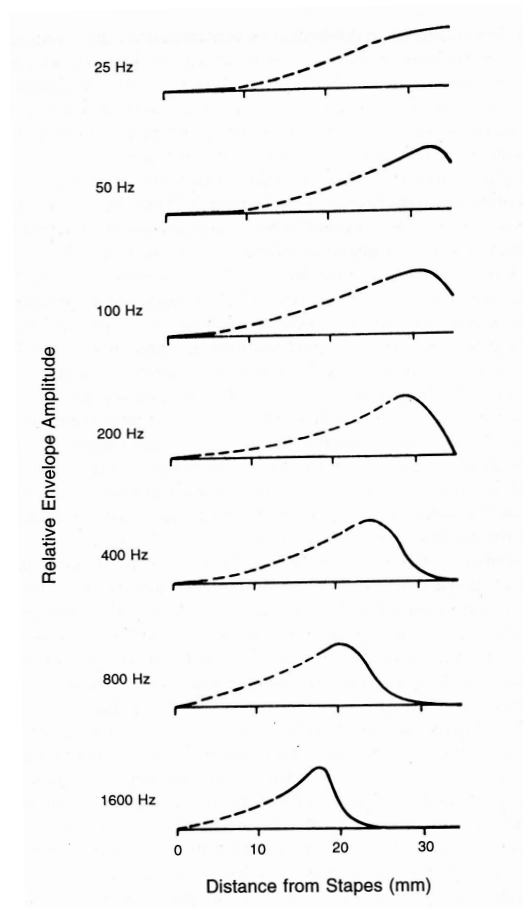 25 Hz
50 Hz
100 Hz
200 Hz
Relative Envelope Amplitude
400 Hz
800 Hz
1600 Hz
0 10 20 30
Distance from Stapes (mm)